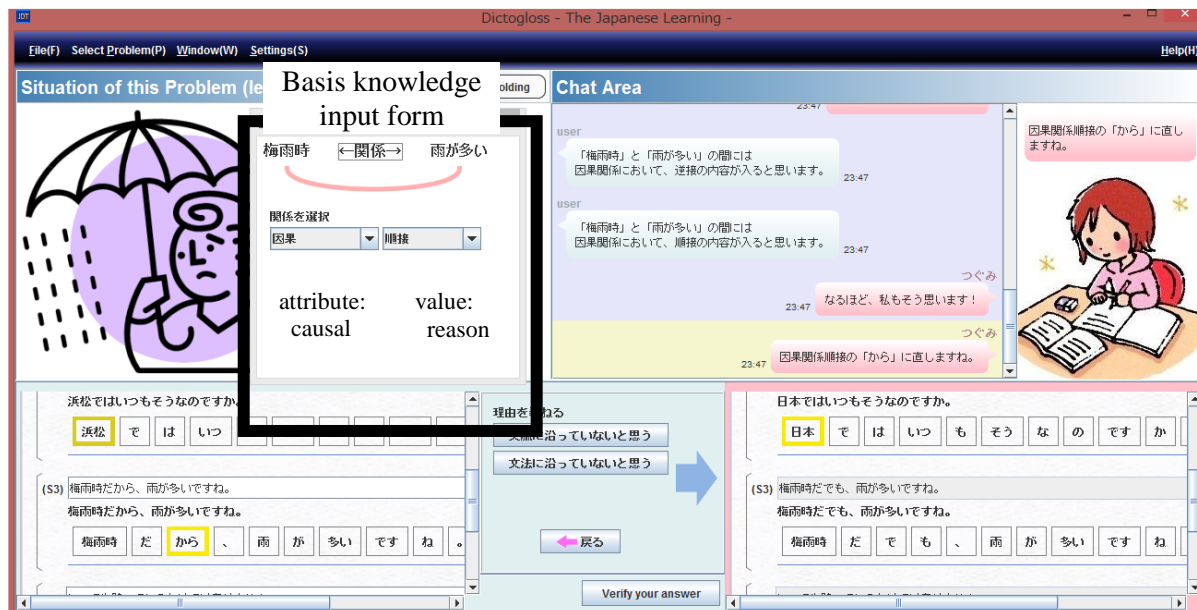 JDT
Dictogloss - The Japanese Learning -
File(F) Select Problem(P) Window(W) Settings(S) Help(H)
Situation of this Problem (le
olding
Basis knowledge
input form
梅雨時 ←関係→ 雨が多い
関係を選択
因果 順接
attribute: value:
causal reason
Chat Area
23:47
user
「梅雨時」と「雨が多い」の間には
因果関係において、逆接の内容が入ると思います。
23:47
user
「梅雨時」と「雨が多い」の間には
因果関係において、順接の内容が入ると思います。
23:47
つぐみ
23:47 なるほど、私もそう思います！
つぐみ
23:47 因果関係順接の「から」に直しますね。
因果関係順接の「から」に直し
ますね。
浜松ではいつもそうなのですか
浜松 で は いつ
(S3) 梅雨時だから、雨が多いですね。
梅雨時だから、雨が多いですね。
梅雨時 だ から 、 雨 が 多い です ね 。
理由を
ねる
文法に沿っていないと思う
戻る
Verify your answer
日本ではいつもそうなのですか。
日本 で は いつ も そう な の です か
(S3) 梅雨時だでも、雨が多いですね。
梅雨時だでも、雨が多いですね。
梅雨時 だ で も 、 雨 が 多い です ね